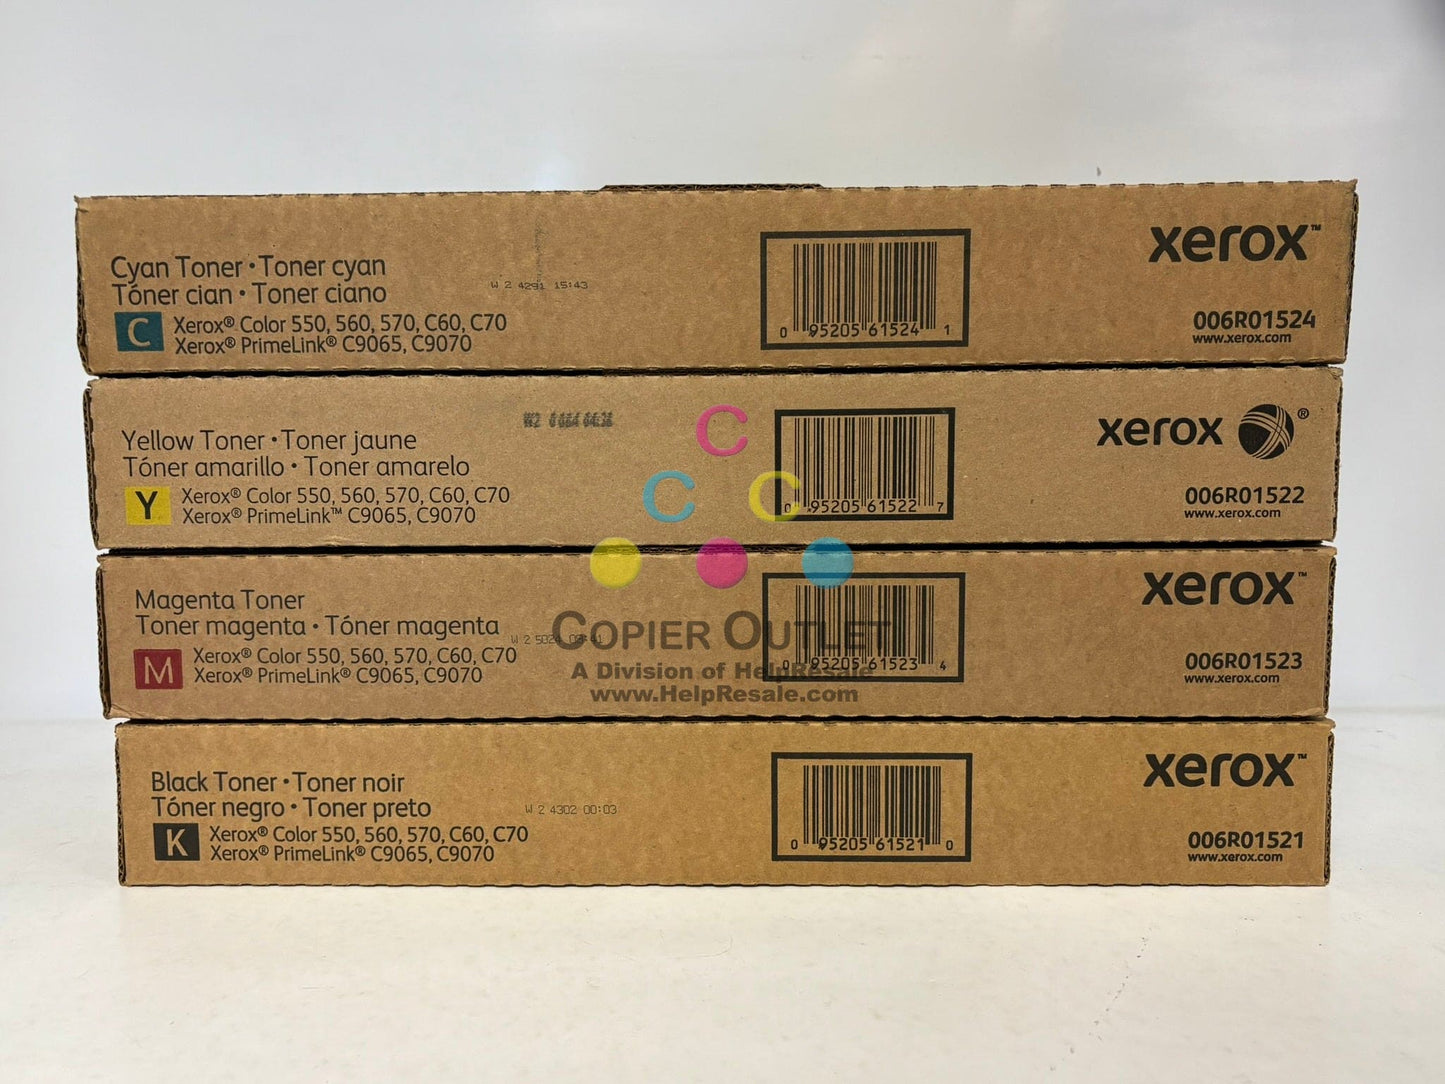 Cyan Toner • Toner cyan
Tóner cian • Toner ciano
C Xerox® Color 550, 560, 570, C60, C70
Xerox® PrimeLink® C9065, C9070
W 2 4291 15:43
0 95205 61524 1
xerox™
006R01524
www.xerox.com
Yellow Toner • Toner jaune
Tóner amarillo • Toner amarelo
Y Xerox® Color 550, 560, 570, C60, C70
Xerox® PrimeLink™ C9065, C9070
W2
0 95205 61522 7
xerox ®
006R01522
www.xerox.com
C
C C
Magenta Toner
Toner magenta • Tóner magenta
M Xerox® Color 550, 560, 570, C60, C70
Xerox® PrimeLink® C9065, C9070
W 2 5024
0 95205 61523 4
xerox™
006R01523
www.xerox.com
COPIER OUTLET
A Division of HelpResale
www.HelpResale.com
Black Toner • Toner noir
Tóner negro • Toner preto
K Xerox® Color 550, 560, 570, C60, C70
Xerox® PrimeLink® C9065, C9070
W 2 4302 00:03
0 95205 61521 0
xerox™
006R01521
www.xerox.com